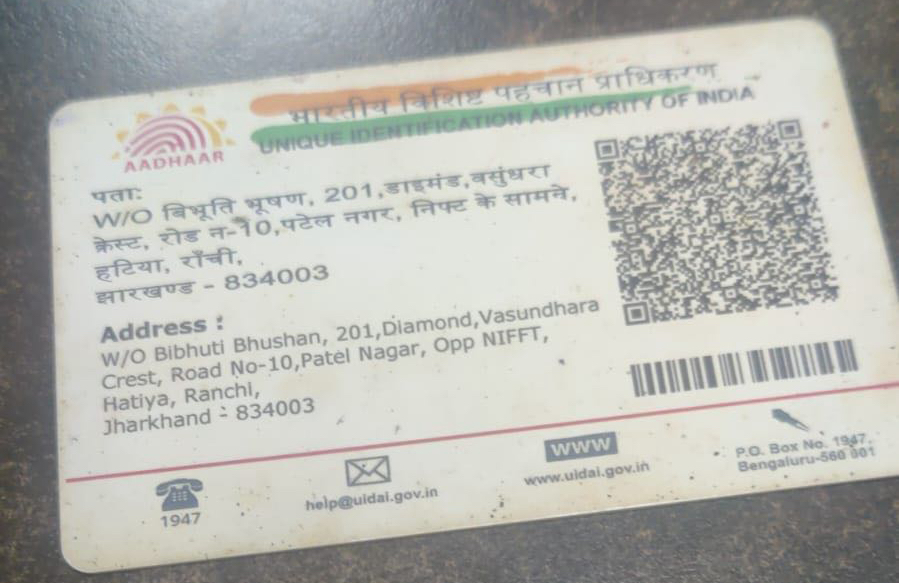 भारतीय विशिष्ट पहचान प्राधिकरण
UNIQUE IDENTIFICATION AUTHORITY OF INDIA
AADHAAR
पता:
W/O बिभूति भूषण, 201,डाइमंड,वसुंधरा
क्रेस्ट, रोड न-10,पटेल नगर, निफ्ट के सामने,
हटिया, राँची,
झारखण्ड - 834003
Address :
W/O Bibhuti Bhushan, 201,Diamond,Vasundhara
Crest, Road No-10,Patel Nagar, Opp NIFFT,
Hatiya, Ranchi,
Jharkhand - 834003
1947
help@uidai.gov.in
WWW
www.uidai.gov.in
P.O. Box No. 1947,
Bengaluru-560 001